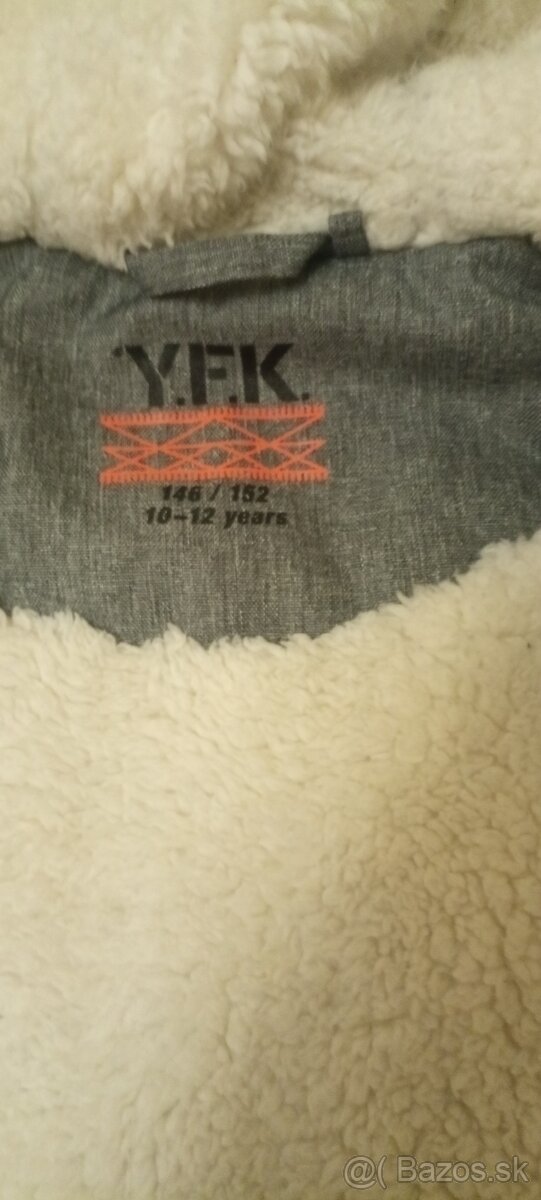 Y.F.K.
146 / 152
10-12 years
@( Bazos.sk